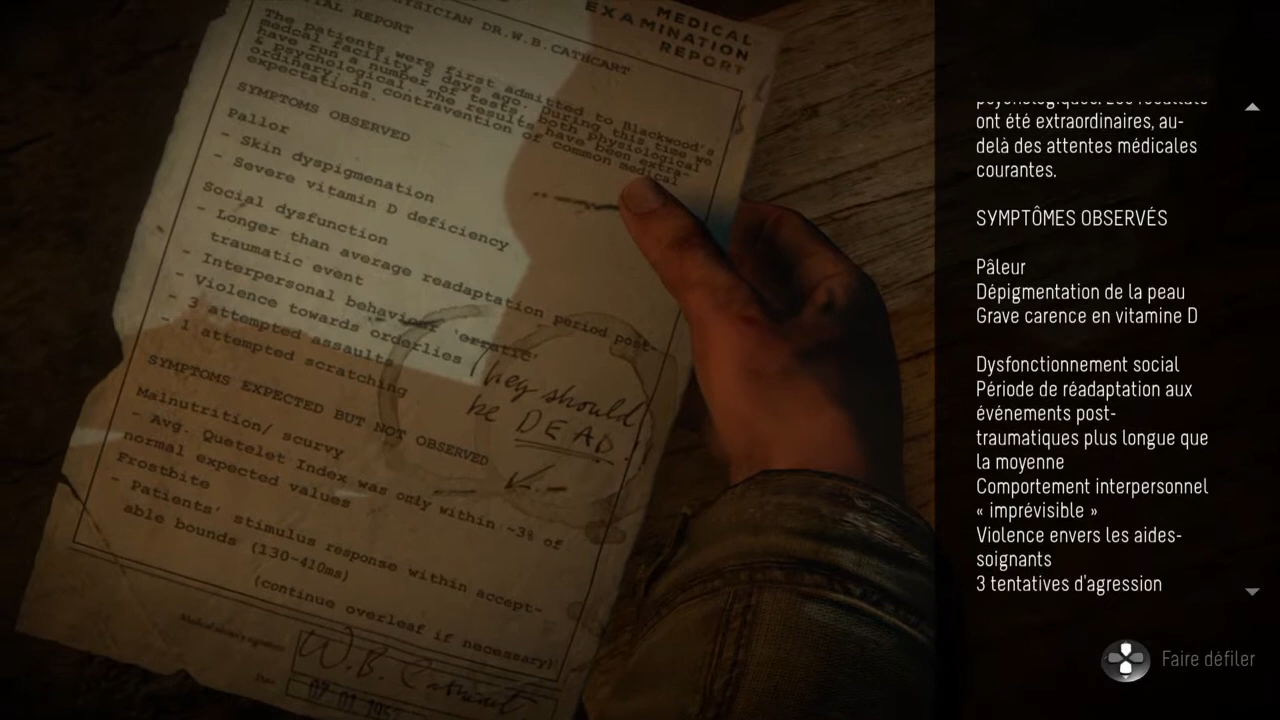 MEDICAL
EXAMINATION
REPORT
PHYSICIAN DR.W.B.CATHCART
REPORT
The patients were first admitted to Blackwood's
medical facility 5 days ago. During this time we
have run a number of tests, both physiological
& psychological. The results have been extra-
ordinary, in contravention of common medical
expectations.
SYMPTOMS OBSERVED
Pallor
- Skin dyspigmentation
- Severe vitamin D deficiency
Social dysfunction
- Longer than average readaptation period post-
traumatic event
- Interpersonal behaviour 'erratic'
- Violence towards orderlies
- 3 attempted assaults
- 1 attempted scratching
They should
be DEAD.
SYMPTOMS EXPECTED BUT NOT OBSERVED
Malnutrition/ scurvy
- Avg. Quetelet Index was only within ~3% of
normal expected values
Frostbite
- Patients' stimulus response within accept-
able bounds (130-410ms)
(continue overleaf if necessary)
W.B. Cathcart
psychologiques. Les résultats
ont été extraordinaires, au-
delà des attentes médicales
courantes.
SYMPTÔMES OBSERVÉS
Pâleur
Dépigmentation de la peau
Grave carence en vitamine D
Dysfonctionnement social
Période de réadaptation aux
événements post-
traumatiques plus longue que
la moyenne
Comportement interpersonnel
« imprévisible »
Violence envers les aides-
soignants
3 tentatives d'agression
Faire défiler